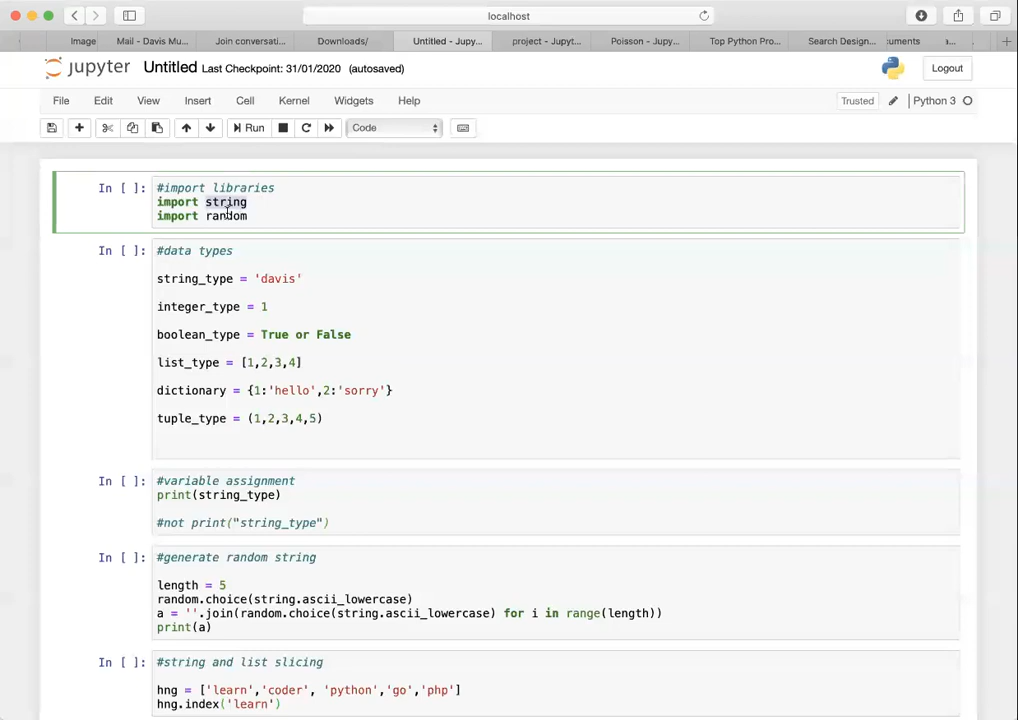 localhost
Image
Mail - Davis Mu...
Join conversati...
Downloads/
Untitled - Jupy...
project - Jupyt...
Poisson - Jupy...
Top Python Pro...
Search Design...
cuments
a...
jupyter Untitled Last Checkpoint: 31/01/2020 (autosaved)
Logout
File Edit View Insert Cell Kernel Widgets Help
Trusted
Python 3
Run
Code
In [ ]: #import libraries
import string
import random
In [ ]: #data types
string_type = 'davis'
integer_type = 1
boolean_type = True or False
list_type = [1,2,3,4]
dictionary = {1:'hello',2:'sorry'}
tuple_type = (1,2,3,4,5)
In [ ]: #variable assignment
print(string_type)
#not print("string_type")
In [ ]: #generate random string
length = 5
random.choice(string.ascii_lowercase)
a = ''.join(random.choice(string.ascii_lowercase) for i in range(length))
print(a)
In [ ]: #string and list slicing
hng = ['learn','coder', 'python','go','php']
hng.index('learn')